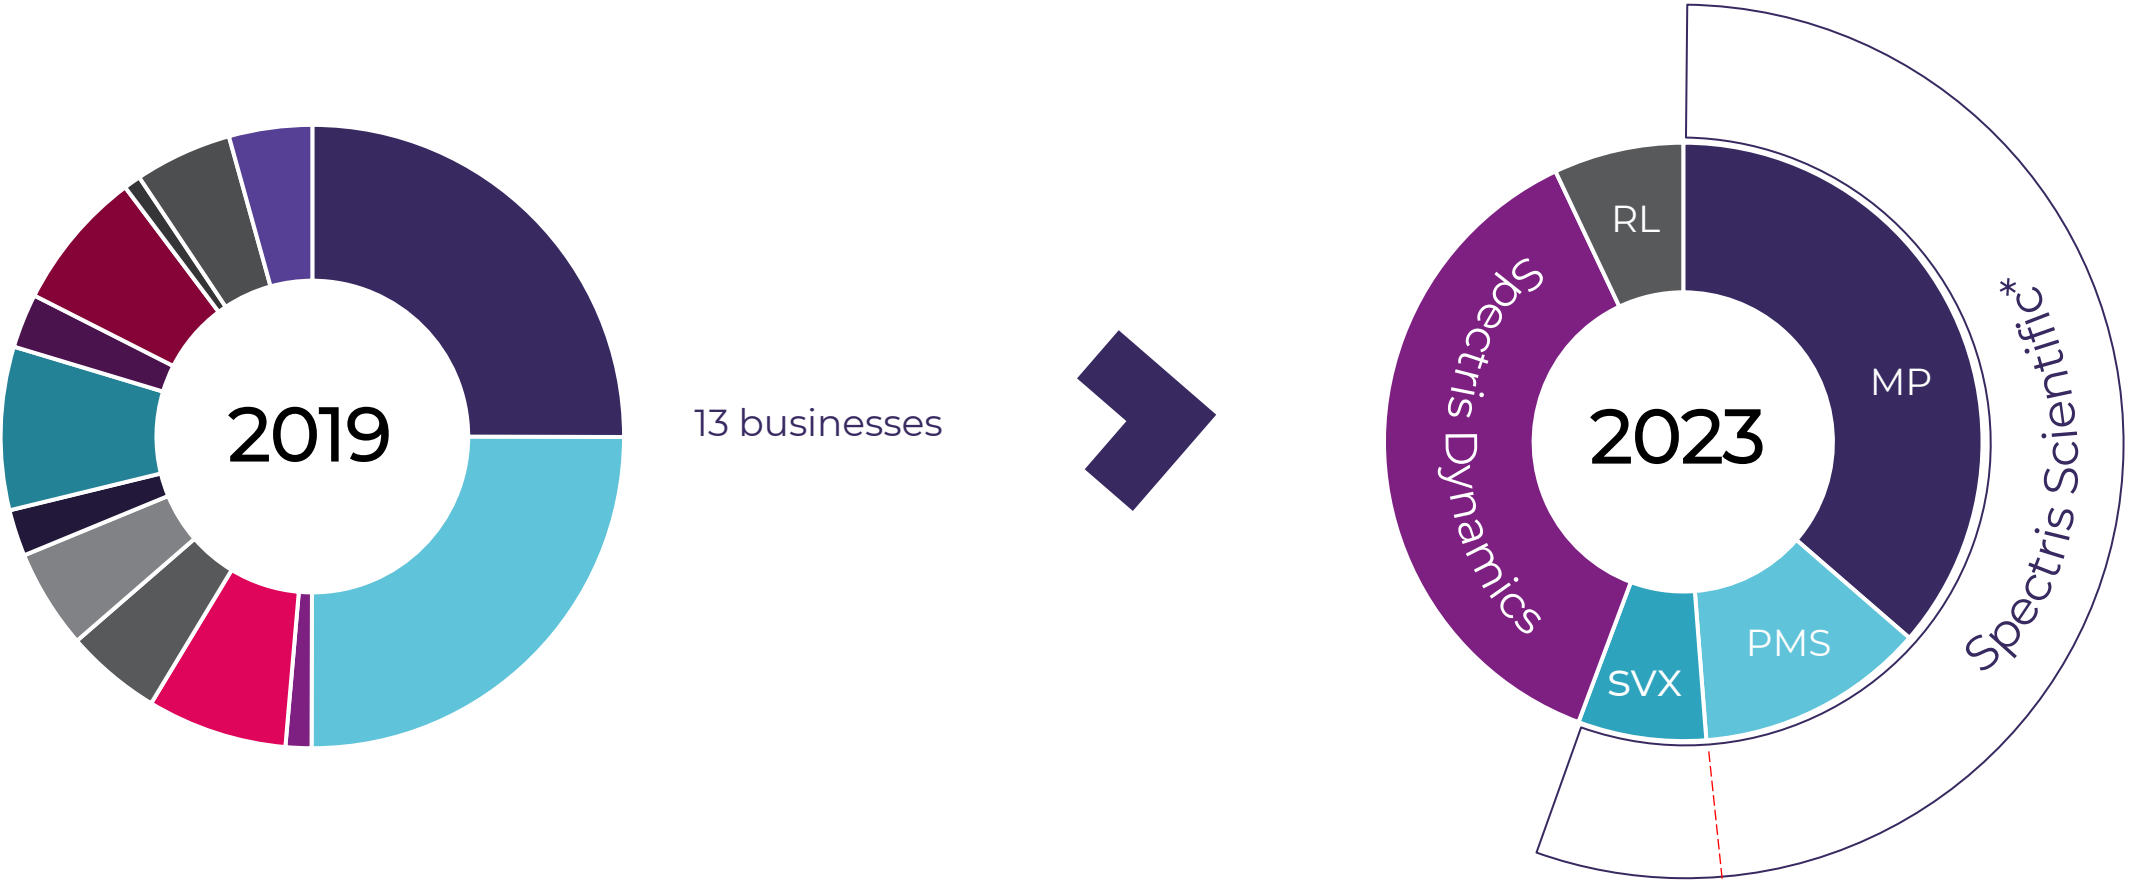 2019
13 businesses
2023
RL
MP
PMS
SVX
Spectris Dynamics
Spectris Scientific*